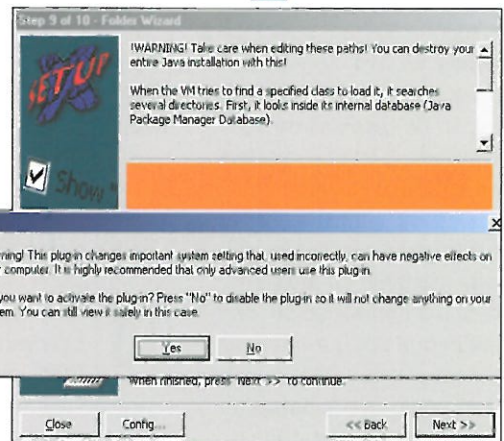 Step 9 of 10 - Folder Wizard
!WARNING! Take care when editing these paths! You can destroy your
entire Java installation with this!
When the VM tries to find a specified class to load it, it searches
several directories. First, it looks inside its internal database (Java
Package Manager Database).
SETUP
X
Show
ning! This plug-in changes important system setting that, used incorrectly, can have negative effects on
computer. It is highly recommended that only advanced users use this plug-in.
you want to activate the plug-in? Press "No" to disable the plug-in so it will not change anything on your
em. You can still view it safely in this case.
Yes
No
When finished, press "Next >>" to continue.
Close
Config...
<< Back
Next >>